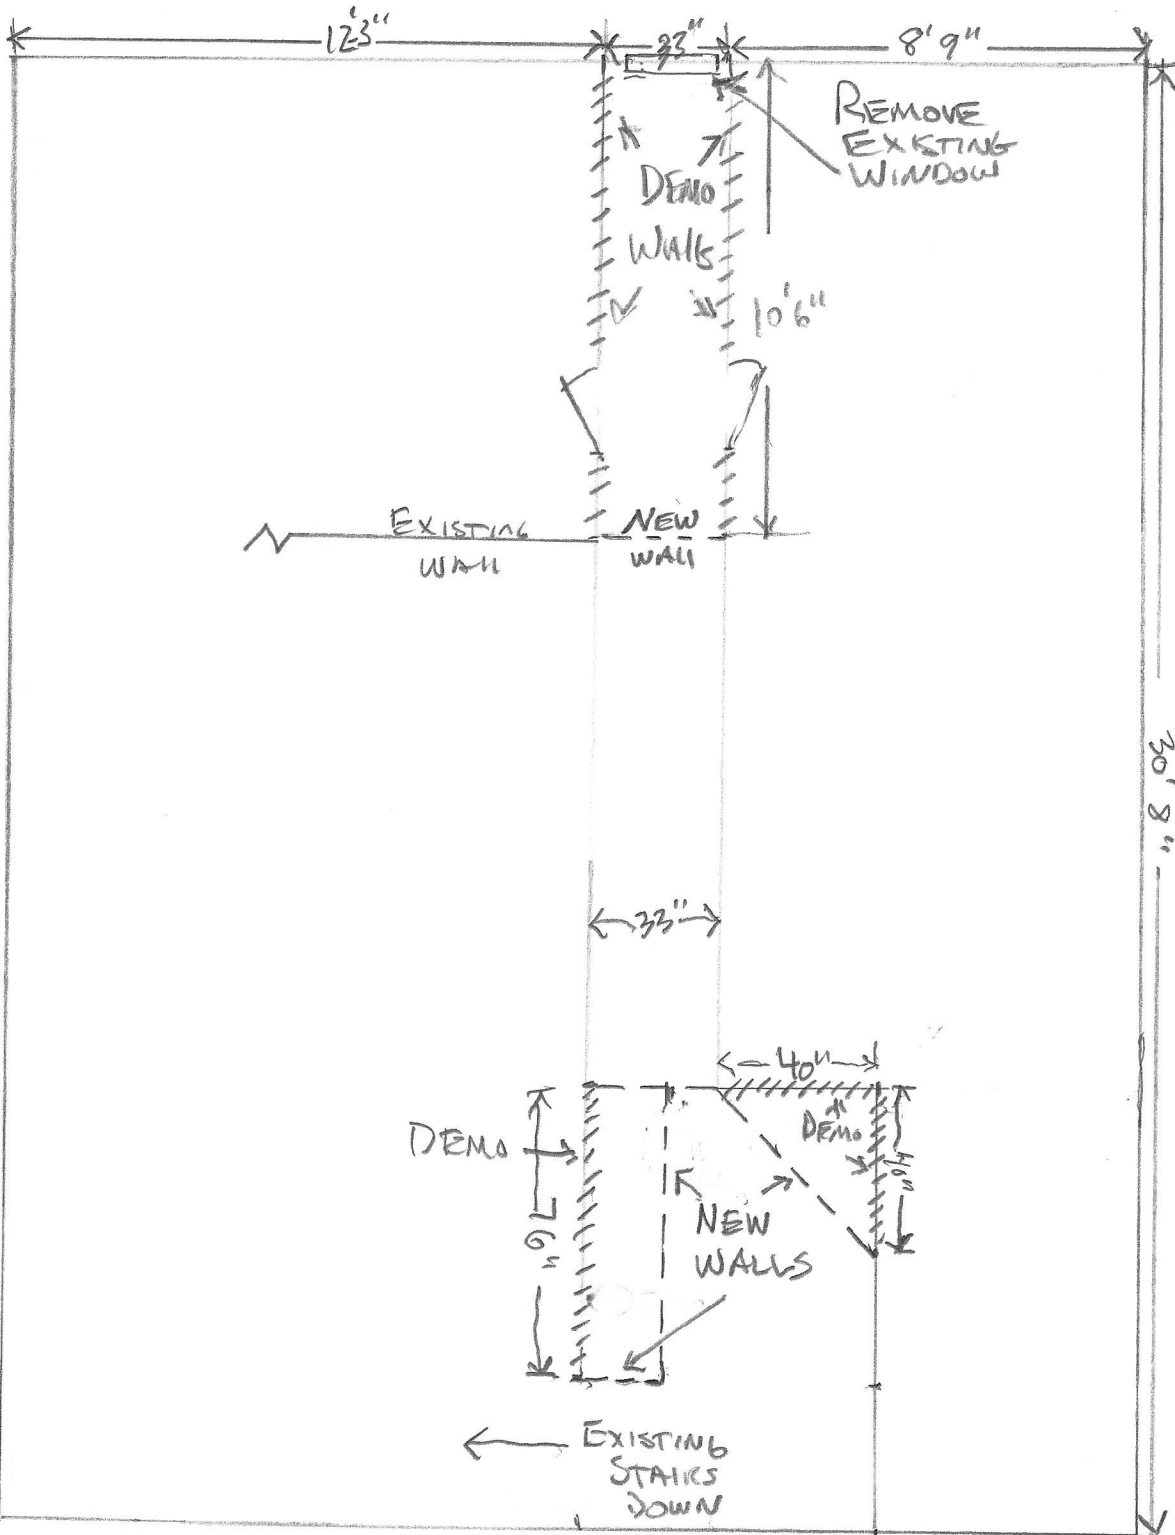 12'3"
33"
8'9"
REMOVE
EXISTING
WINDOW
DEMO
WALLS
10'6"
EXISTING
WALL
NEW
WALL
30' 8"
33"
40"
DEMO
DEMO
76"
NEW
WALLS
EXISTING
STAIRS
DOWN